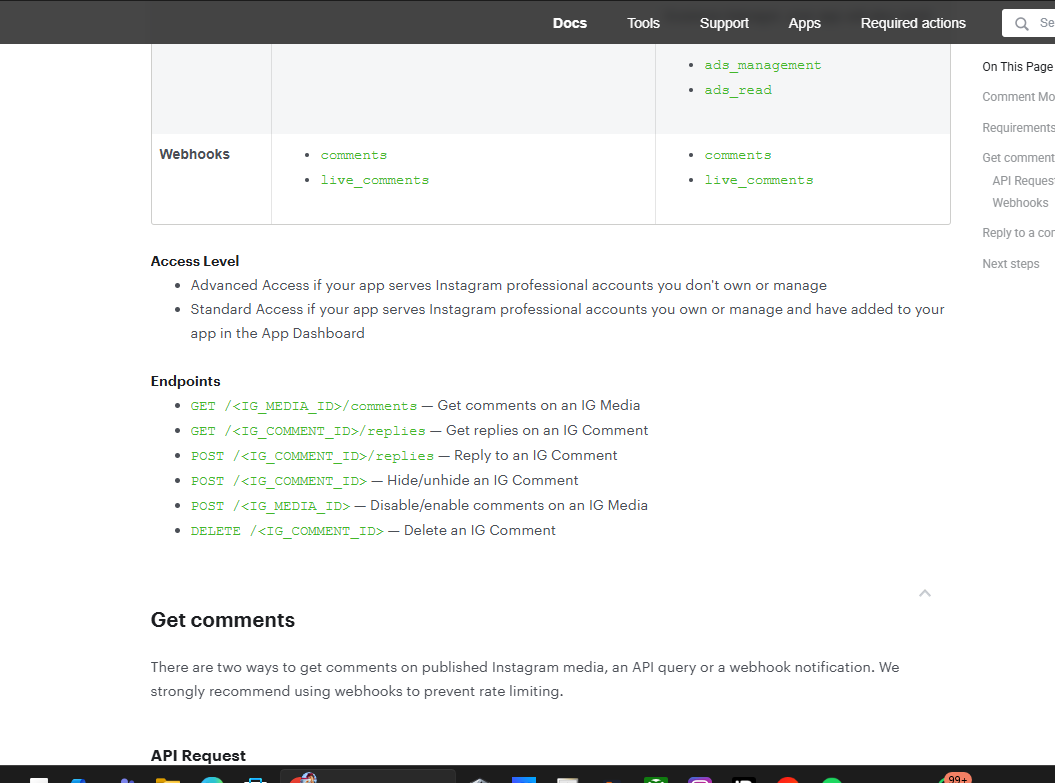 Docs Tools Support Apps Required actions
ads_management
ads_read
Webhooks
comments
live_comments
comments
live_comments
Access Level
Advanced Access if your app serves Instagram professional accounts you don't own or manage
Standard Access if your app serves Instagram professional accounts you own or manage and have added to your
app in the App Dashboard
Endpoints
GET /<IG_MEDIA_ID>/comments — Get comments on an IG Media
GET /<IG_COMMENT_ID>/replies — Get replies on an IG Comment
POST /<IG_COMMENT_ID>/replies — Reply to an IG Comment
POST /<IG_COMMENT_ID> — Hide/unhide an IG Comment
POST /<IG_MEDIA_ID> — Disable/enable comments on an IG Media
DELETE /<IG_COMMENT_ID> — Delete an IG Comment
Get comments
There are two ways to get comments on published Instagram media, an API query or a webhook notification. We
strongly recommend using webhooks to prevent rate limiting.
API Request
On This Page
Comment
Requirements
Get comment
API
Webhooks
Reply to a
Next steps
99+